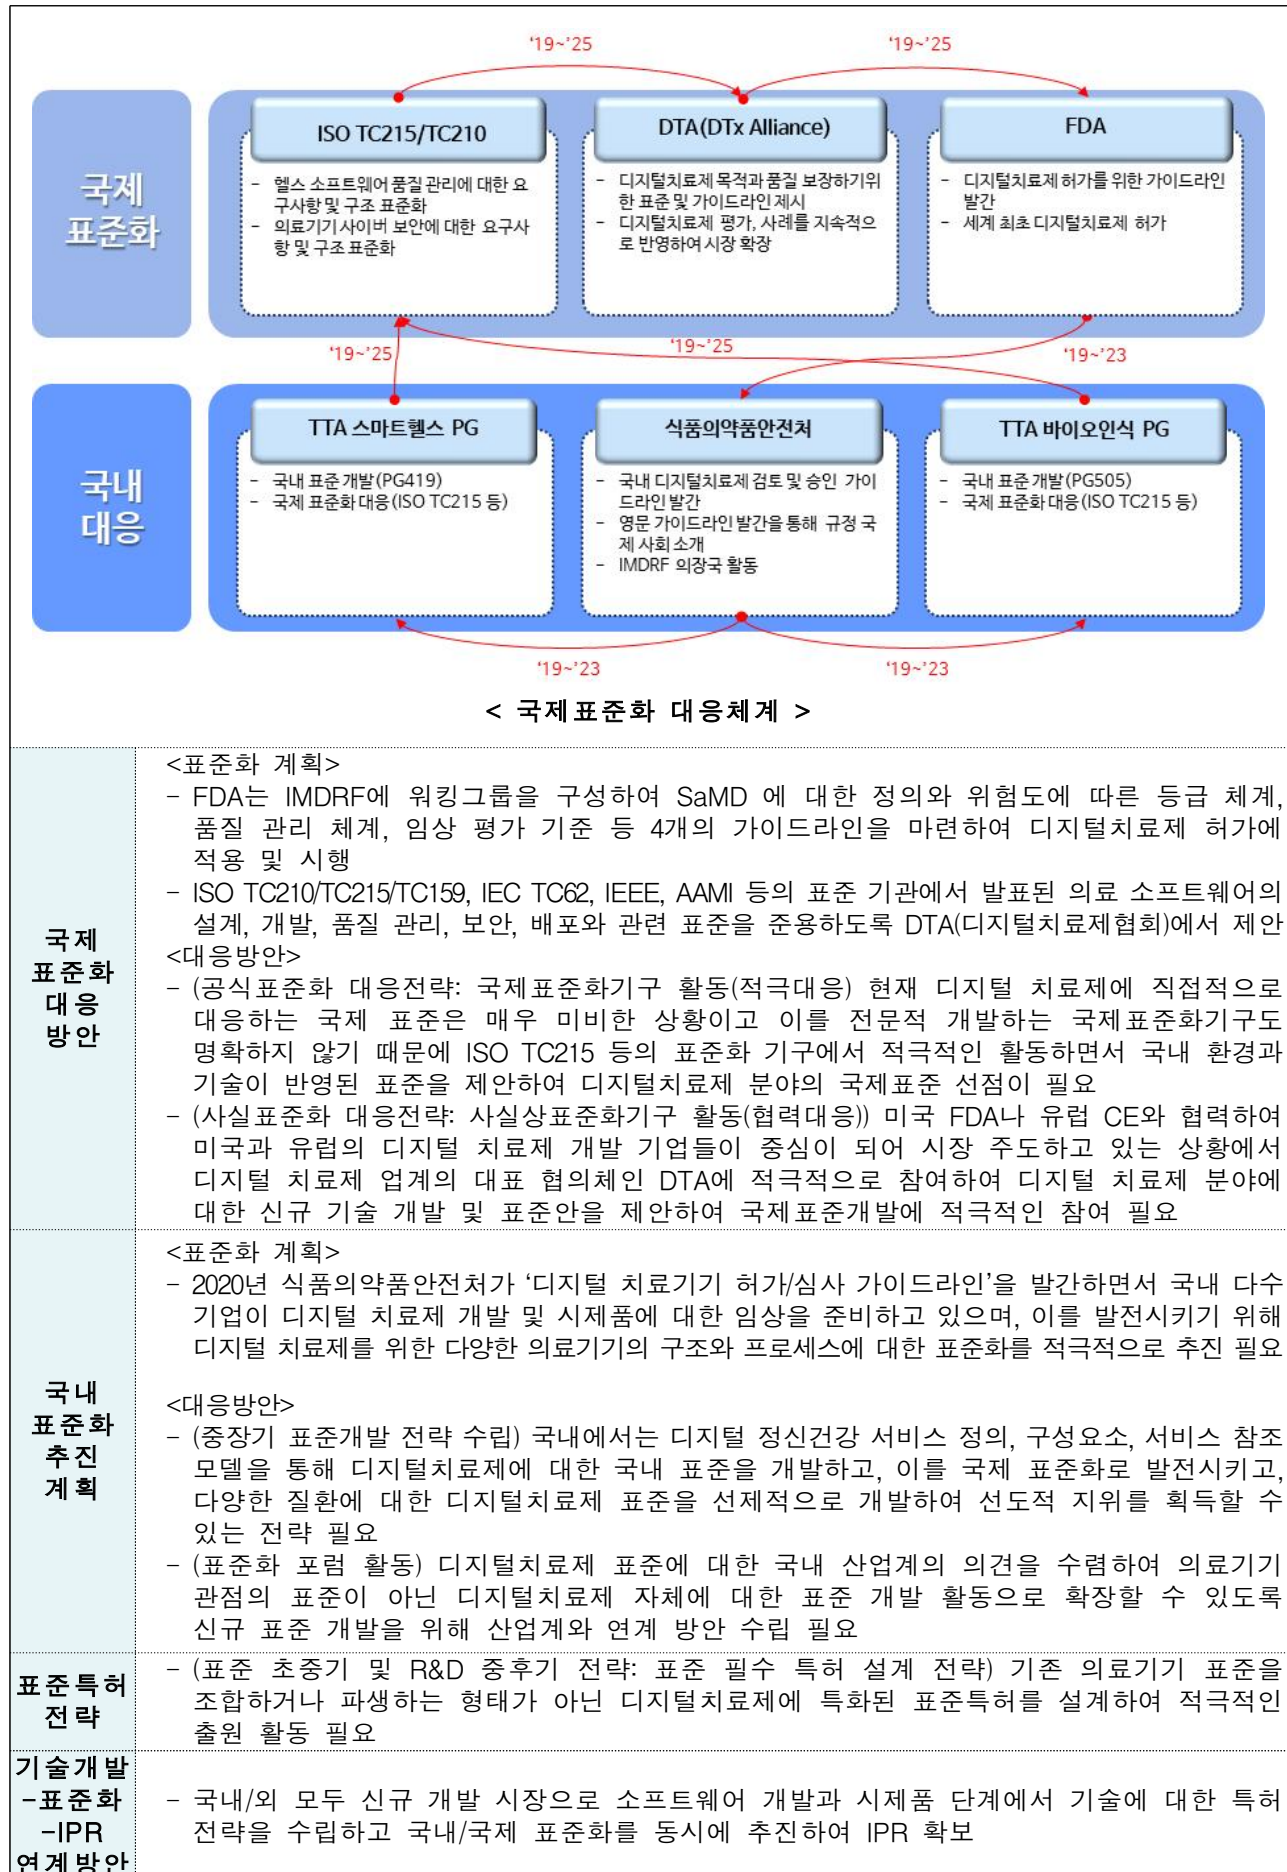 ‘19~’25
‘19~’25
국제
표준화
ISO TC215/TC210
- 헬스 소프트웨어 품질 관리에 대한 요
구사항 및 구조 표준화
- 의료기기 사이버 보안에 대한 요구사
항 및 구조 표준화
DTA(DTx Alliance)
- 디지털치료제 목적과 품질 보장하기위
한 표준 및 가이드라인 제시
- 디지털치료제 평가, 사례를 지속적으
로 반영하여 시장 확장
FDA
- 디지털치료제 허가를 위한 가이드라인
발간
- 세계 최초 디지털치료제 허가
‘19~’25
‘19~’25
‘19~’23
국내
대응
TTA 스마트헬스 PG
- 국내 표준 개발(PG419)
- 국제 표준화 대응(ISO TC215 등)
식품의약품안전처
- 국내 디지털치료제 검토 및 승인 가이
드라인 발간
- 영문 가이드라인 발간을 통해 규정 국
제 사회 소개
- IMDRF 의장국 활동
TTA 바이오인식 PG
- 국내 표준 개발(PG505)
- 국제 표준화 대응(ISO TC215 등)
‘19~’23
‘19~’23
< 국제표준화 대응체계 >
국제
표준화
대응
방안
<표준화 계획>
- FDA는 IMDRF에 워킹그룹을 구성하여 SaMD 에 대한 정의와 위험도에 따른 등급 체계,
품질 관리 체계, 임상 평가 기준 등 4개의 가이드라인을 마련하여 디지털치료제 허가에
적용 및 시행
- ISO TC210/TC215/TC159, IEC TC62, IEEE, AAMI 등의 표준 기관에서 발표된 의료 소프트웨어의
설계, 개발, 품질 관리, 보안, 배포와 관련 표준을 준용하도록 DTA(디지털치료제협회)에서 제안
<대응방안>
- (공식표준화 대응전략: 국제표준화기구 활동(적극대응) 현재 디지털 치료제에 직접적으로
대응하는 국제 표준은 매우 미비한 상황이고 이를 전문적 개발하는 국제표준화기구도
명확하지 않기 때문에 ISO TC215 등의 표준화 기구에서 적극적인 활동하면서 국내 환경과
기술이 반영된 표준을 제안하여 디지털치료제 분야의 국제표준 선점이 필요
- (사실표준화 대응전략: 사실상표준화기구 활동(협력대응)) 미국 FDA나 유럽 CE와 협력하여
미국과 유럽의 디지털 치료제 개발 기업들이 중심이 되어 시장 주도하고 있는 상황에서
디지털 치료제 업계의 대표 협의체인 DTA에 적극적으로 참여하여 디지털 치료제 분야에
대한 신규 기술 개발 및 표준안을 제안하여 국제표준개발에 적극적인 참여 필요
국내
표준화
추진
계획
<표준화 계획>
- 2020년 식품의약품안전처가 ‘디지털 치료기기 허가/심사 가이드라인’을 발간하면서 국내 다수
기업이 디지털 치료제 개발 및 시제품에 대한 임상을 준비하고 있으며, 이를 발전시키기 위해
디지털 치료제를 위한 다양한 의료기기의 구조와 프로세스에 대한 표준화를 적극적으로 추진 필요
<대응방안>
- (중장기 표준개발 전략 수립) 국내에서는 디지털 정신건강 서비스 정의, 구성요소, 서비스 참조
모델을 통해 디지털치료제에 대한 국내 표준을 개발하고, 이를 국제 표준화로 발전시키고,
다양한 질환에 대한 디지털치료제 표준을 선제적으로 개발하여 선도적 지위를 획득할 수
있는 전략 필요
- (표준화 포럼 활동) 디지털치료제 표준에 대한 국내 산업계의 의견을 수렴하여 의료기기
관점의 표준이 아닌 디지털치료제 자체에 대한 표준 개발 활동으로 확장할 수 있도록
신규 표준 개발을 위해 산업계와 연계 방안 수립 필요
표준특허
전략
- (표준 초중기 및 R&D 중후기 전략: 표준 필수 특허 설계 전략) 기존 의료기기 표준을
조합하거나 파생하는 형태가 아닌 디지털치료제에 특화된 표준특허를 설계하여 적극적인
출원 활동 필요
기술개발
-표준화
-IPR
연계방안
- 국내/외 모두 신규 개발 시장으로 소프트웨어 개발과 시제품 단계에서 기술에 대한 특허
전략을 수립하고 국내/국제 표준화를 동시에 추진하여 IPR 확보